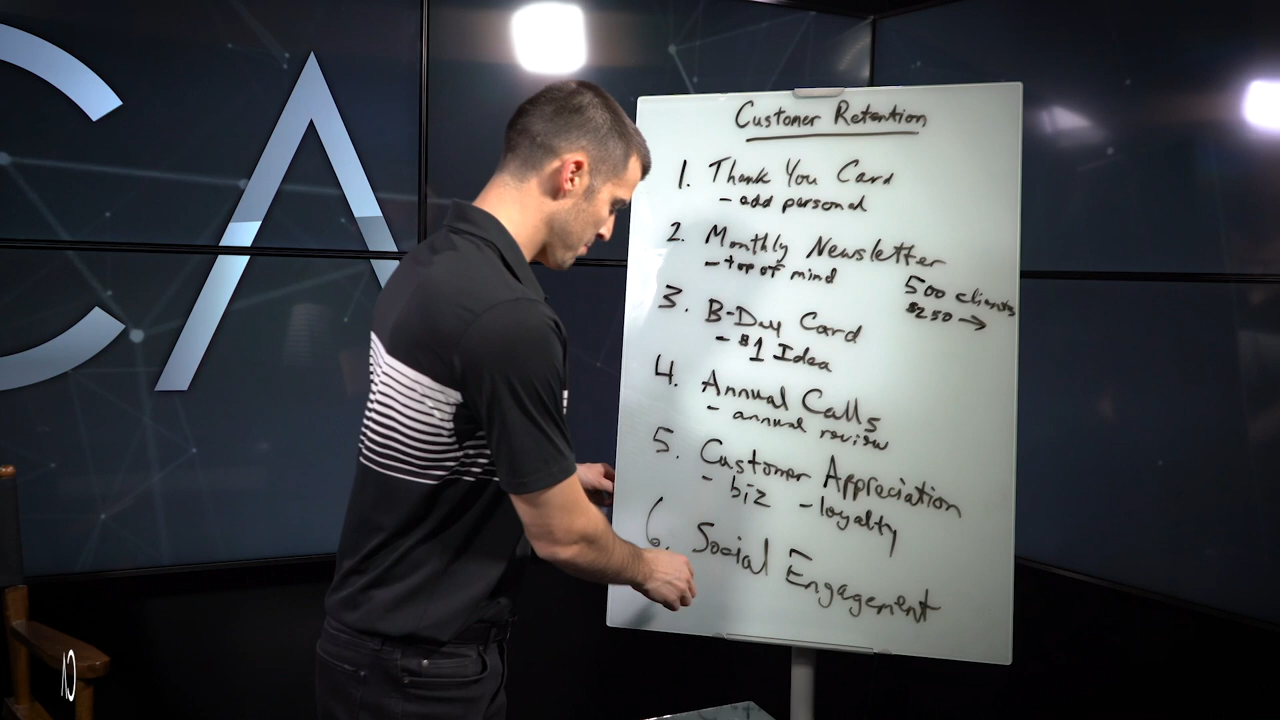 CA
Customer Retention
1. Thank You Card
- add personal
2. Monthly Newsletter
- top of mind
500 clients
$250 →
3. B-Day Card
- $1 Idea
4. Annual Calls
- annual review
5. Customer Appreciation
- biz - loyalty
6. Social Engagement